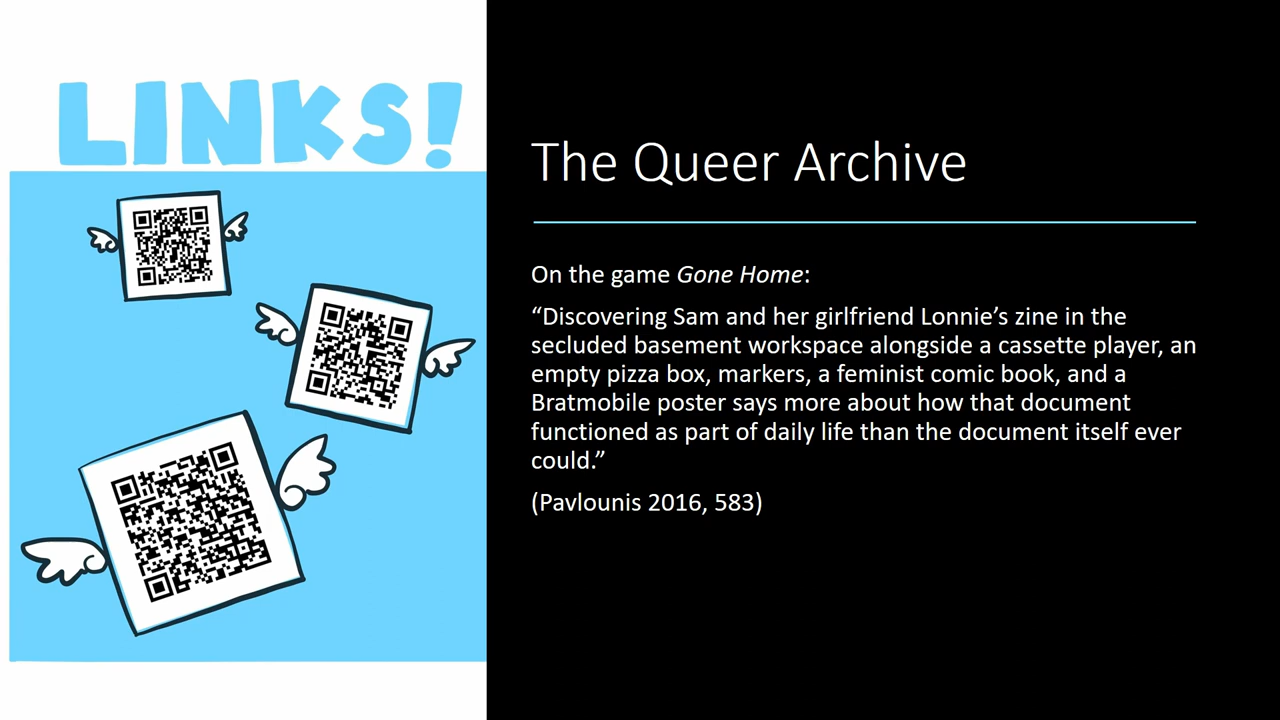 LINKS!
The Queer Archive
On the game Gone Home:
“Discovering Sam and her girlfriend Lonnie’s zine in the
secluded basement workspace alongside a cassette player, an
empty pizza box, markers, a feminist comic book, and a
Bratmobile poster says more about how that document
functioned as part of daily life than the document itself ever
could.”
(Pavlounis 2016, 583)